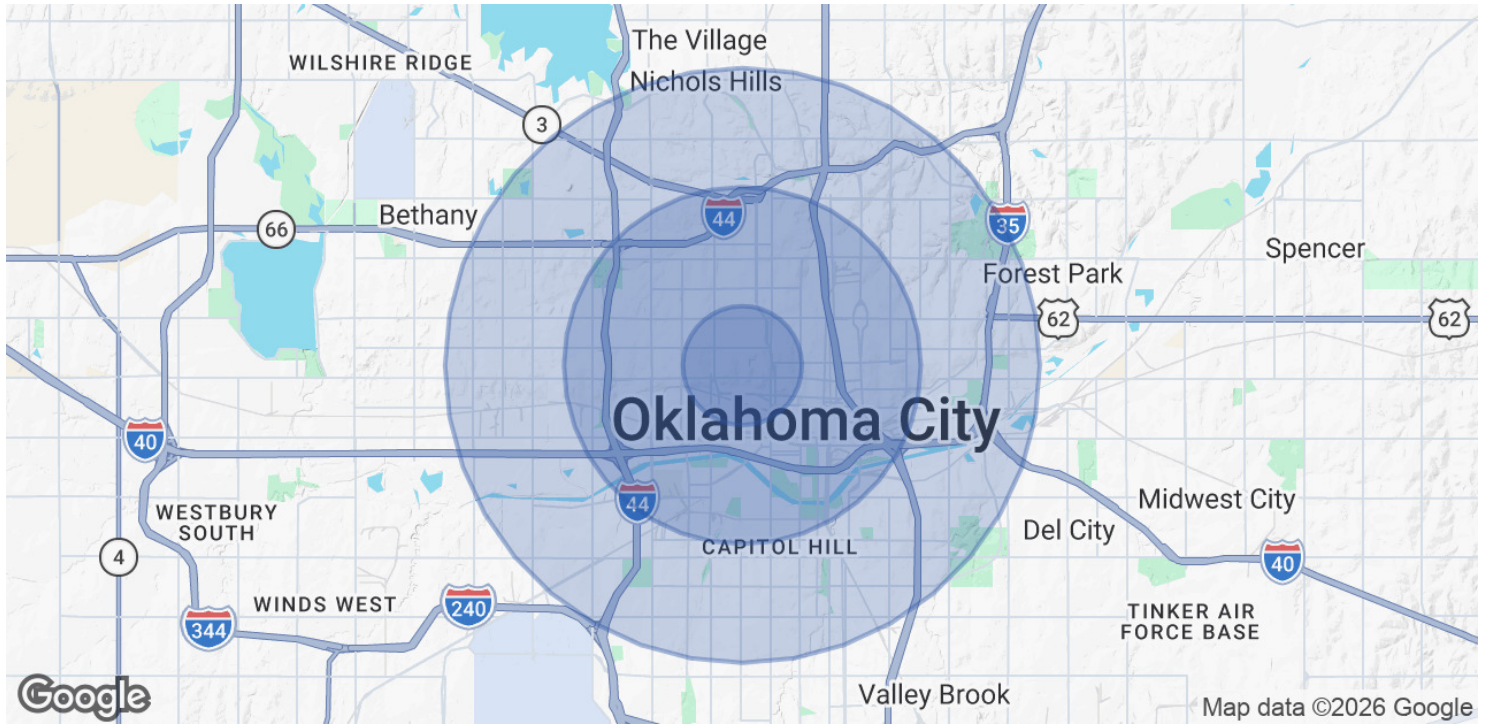 The Village
WILSHIRE RIDGE
Nichols Hills
3
Bethany
44
66
35
Spencer
Forest Park
62
62
Oklahoma City
40
44
Midwest City
WESTBURY
SOUTH
Del City
CAPITOL HILL
4
40
WINDS WEST
240
344
TINKER AIR
FORCE BASE
Google
Valley Brook
Map data ©2026 Google